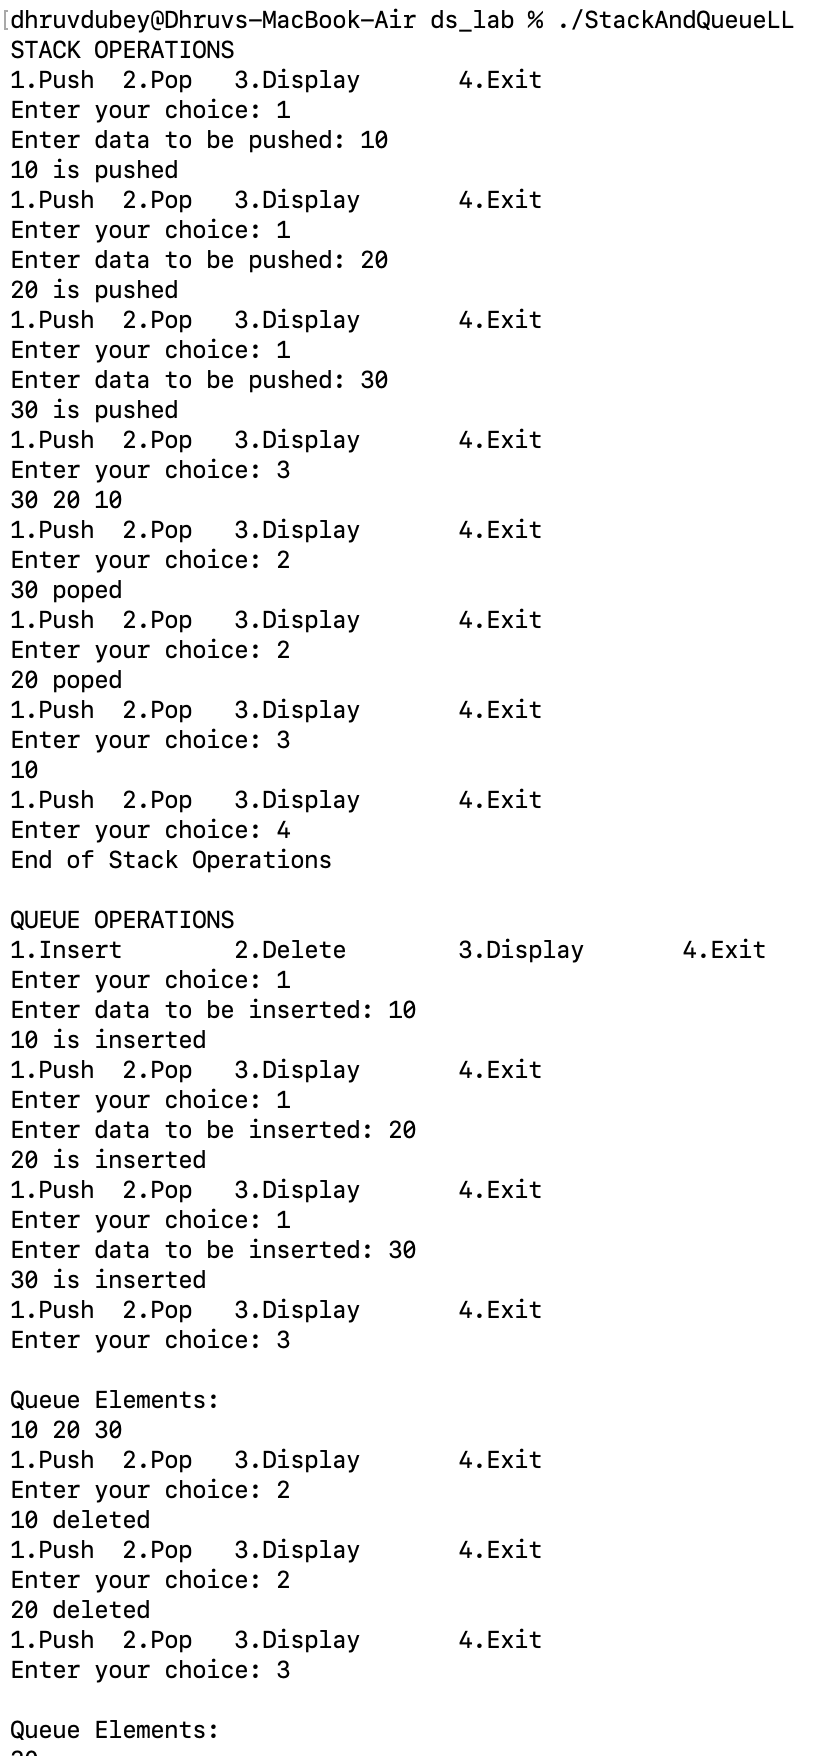 [dhruvdubey@Dhruvs-MacBook-Air ds_lab % ./StackAndQueueLL
STACK OPERATIONS
1.Push  2.Pop   3.Display       4.Exit
Enter your choice: 1
Enter data to be pushed: 10
10 is pushed
1.Push  2.Pop   3.Display       4.Exit
Enter your choice: 1
Enter data to be pushed: 20
20 is pushed
1.Push  2.Pop   3.Display       4.Exit
Enter your choice: 1
Enter data to be pushed: 30
30 is pushed
1.Push  2.Pop   3.Display       4.Exit
Enter your choice: 3
30 20 10
1.Push  2.Pop   3.Display       4.Exit
Enter your choice: 2
30 poped
1.Push  2.Pop   3.Display       4.Exit
Enter your choice: 2
20 poped
1.Push  2.Pop   3.Display       4.Exit
Enter your choice: 3
10
1.Push  2.Pop   3.Display       4.Exit
Enter your choice: 4
End of Stack Operations

QUEUE OPERATIONS
1.Insert        2.Delete        3.Display       4.Exit
Enter your choice: 1
Enter data to be inserted: 10
10 is inserted
1.Push  2.Pop   3.Display       4.Exit
Enter your choice: 1
Enter data to be inserted: 20
20 is inserted
1.Push  2.Pop   3.Display       4.Exit
Enter your choice: 1
Enter data to be inserted: 30
30 is inserted
1.Push  2.Pop   3.Display       4.Exit
Enter your choice: 3

Queue Elements:
10 20 30
1.Push  2.Pop   3.Display       4.Exit
Enter your choice: 2
10 deleted
1.Push  2.Pop   3.Display       4.Exit
Enter your choice: 2
20 deleted
1.Push  2.Pop   3.Display       4.Exit
Enter your choice: 3

Queue Elements: